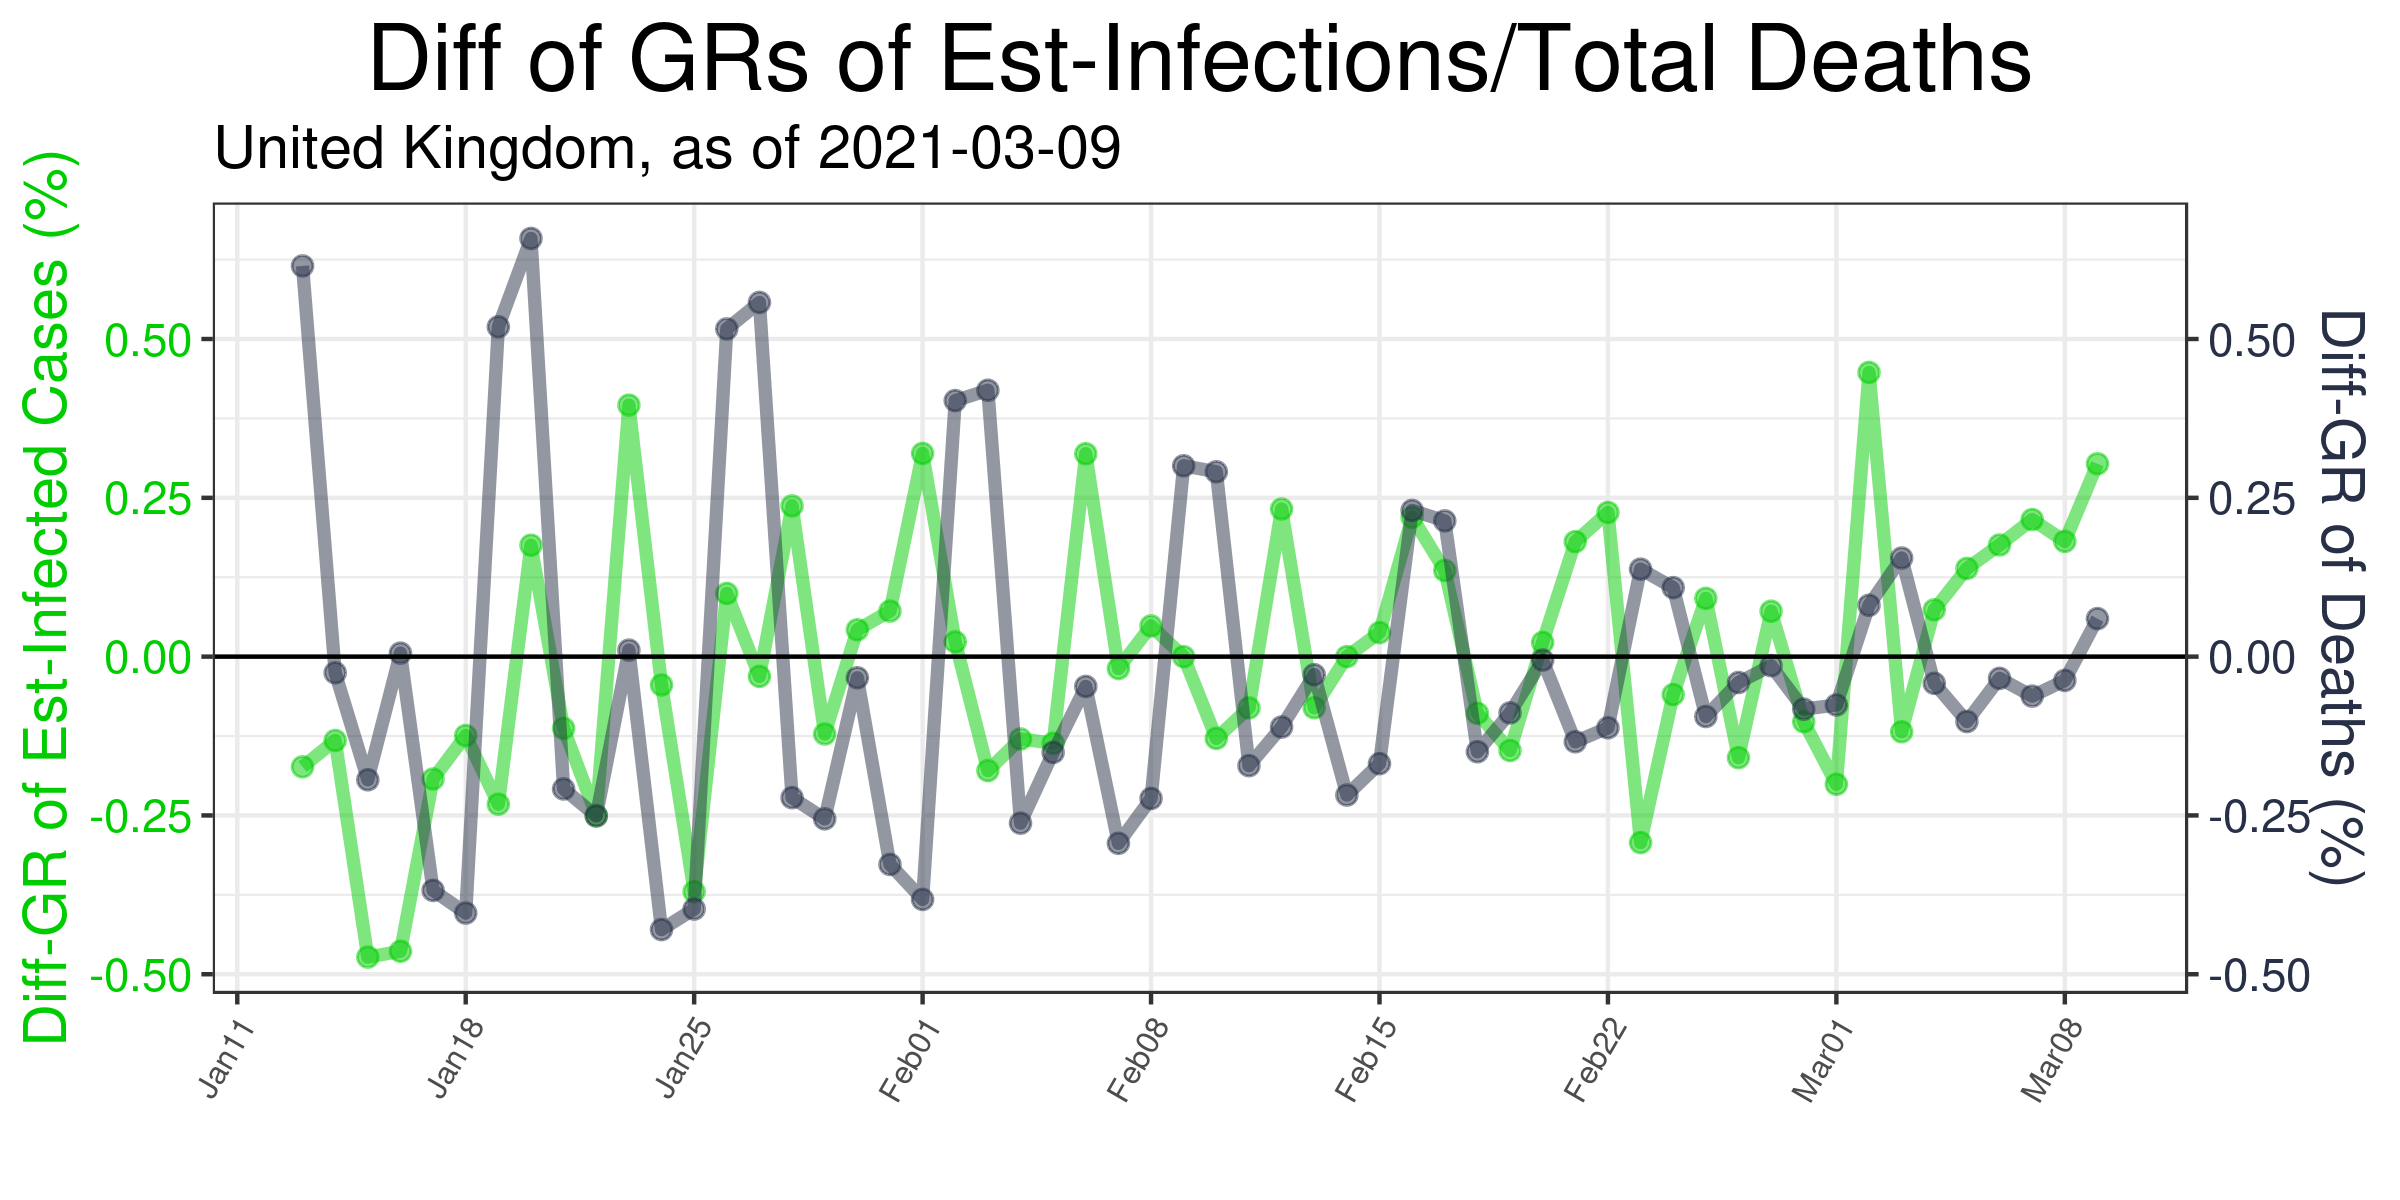 Diff of GRs of Est-Infections/Total Deaths
United Kingdom, as of 2021-03-09
Diff-GR of Est-Infected Cases (%)
0.50
0.25
0.00
-0.25
-0.50
0.50
0.25
0.00
-0.25
-0.50
Diff-GR of Deaths (%)
Jan11
Jan18
Jan25
Feb01
Feb08
Feb15
Feb22
Mar01
Mar08